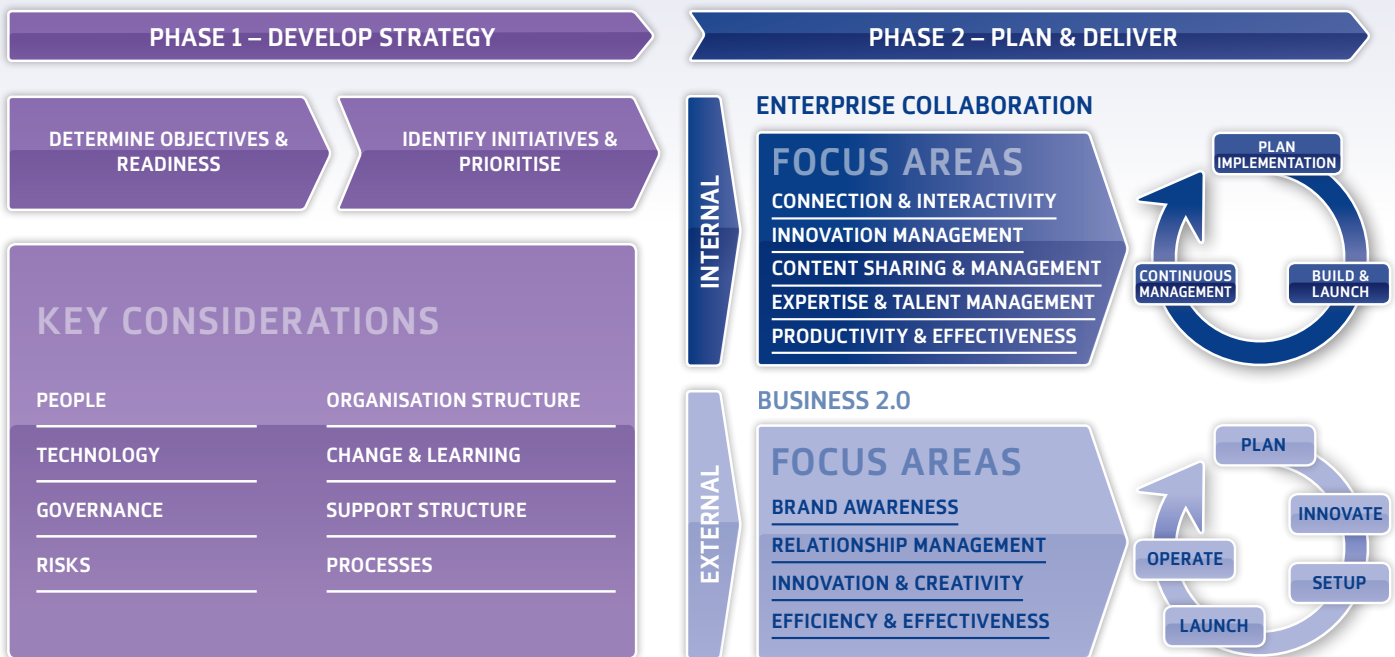 PHASE 1 – DEVELOP STRATEGY
DETERMINE OBJECTIVES &
READINESS
IDENTIFY INITIATIVES &
PRIORITISE
KEY CONSIDERATIONS
PEOPLE
TECHNOLOGY
GOVERNANCE
RISKS
ORGANISATION STRUCTURE
CHANGE & LEARNING
SUPPORT STRUCTURE
PROCESSES
PHASE 2 – PLAN & DELIVER
INTERNAL
ENTERPRISE COLLABORATION
FOCUS AREAS
CONNECTION & INTERACTIVITY
INNOVATION MANAGEMENT
CONTENT SHARING & MANAGEMENT
EXPERTISE & TALENT MANAGEMENT
PRODUCTIVITY & EFFECTIVENESS
PLAN
IMPLEMENTATION
BUILD &
LAUNCH
CONTINUOUS
MANAGEMENT
EXTERNAL
BUSINESS 2.0
FOCUS AREAS
BRAND AWARENESS
RELATIONSHIP MANAGEMENT
INNOVATION & CREATIVITY
EFFICIENCY & EFFECTIVENESS
PLAN
INNOVATE
SETUP
LAUNCH
OPERATE